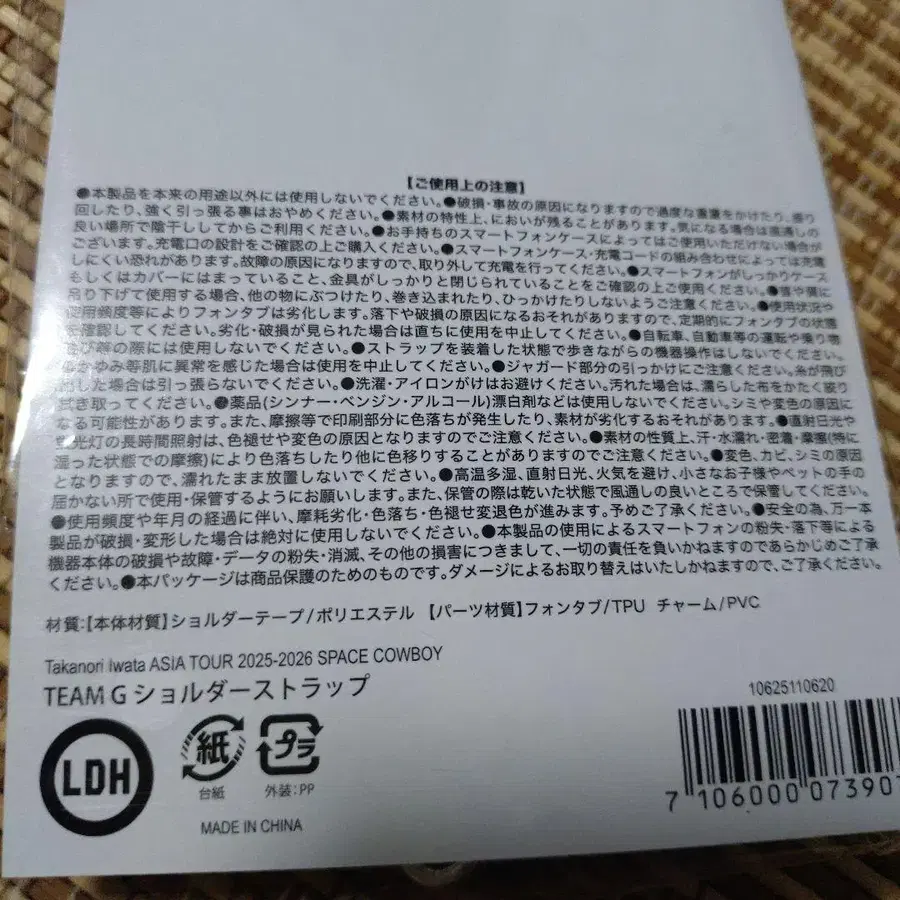 【ご使用上の注意】
●本製品を本来の用途以外には使用しないでください。●破損・事故の原因になりますので過度な重量をかけたり、振り
回したり、強く引っ張る事はおやめください。●素材の特性上、においが残ることがあります。気になる場合は風通しの
良い場所で陰干ししてからご利用ください。●お手持ちのスマートフォンケースによってはご使用いただけない場合が
ございます。充電口の設計をご確認の上ご購入ください。●スマートフォンケース・充電コードの組み合わせによっては充電
しにくい恐れがあります。故障の原因になりますので、取り外して充電を行ってください。●スマートフォンがしっかりケース
もしくはカバーにはまっていること、金具がしっかりと閉じられていることをご確認の上ご使用ください。●首や肩に
吊り下げて使用する場合、他の物にぶつけたり、巻き込まれたり、ひっかけたりしないようご注意ください。●使用状況や
使用頻度等によりフォンタブは劣化します。落下や破損の原因になるおそれがありますので、定期的にフォンタブの状態
を確認してください。劣化・破損が見られた場合は直ちに使用を中止してください。●自転車、自動車等の運転や乗り物
遊び等の際には使用しないでください。●ストラップを装着した状態で歩きながらの機器操作はしないでください。
●かゆみ等肌に異常を感じた場合は使用を中止してください。●ジャガード部分の引っかけにご注意ください。糸が飛び
出した場合は引っ張らないでください。●洗濯・アイロンがけはお避けください。汚れた場合は、濡らした布をかたく絞り
拭き取ってください。●薬品(シンナー・ベンジン・アルコール)漂白剤などは使用しないでください。シミや変色の原因に
なる可能性があります。また、摩擦等で印刷部分に色落ちが発生したり、素材が劣化するおそれがあります。●直射日光や
蛍光灯の長時間照射は、色褪せや変色の原因となりますのでご注意ください。●素材の性質上、汗・水濡れ・密着・摩擦(特に
湿った状態での摩擦)により色落ちしたり他に色移りすることがありますのでご注意ください。●変色、カビ、シミの原因
となりますので、濡れたまま放置しないでください。●高温多湿、直射日光、火気を避け、小さなお子様やペットの手の
届かない所で使用・保管するようにお願いします。また、保管の際は乾いた状態で風通しの良いところで保管してください。
●使用頻度や年月の経過に伴い、摩耗劣化・色落ち・色褪せ変退色が進みます。予めご了承ください。●安全の為、万一本
製品が破損・変形した場合は絶対に使用しないでください。●本製品の使用によるスマートフォンの粉失・落下等による
機器本体の破損や故障・データの粉失・消滅、その他の損害につきまして、一切の責任を負いかねますのであらかじめご了承
ください。●本パッケージは商品保護のためのものです。ダメージによるお取り替えはいたしかねますので、ご了承ください。
材質:【本体材質】ショルダーテープ/ポリエステル 【パーツ材質】フォンタブ/TPU チャーム/PVC
Takanori Iwata ASIA TOUR 2025-2026 SPACE COWBOY
TEAM G ショルダーストラップ
10625110620
LDH
紙
プラ
台紙
外装:PP
7 106000 07390
MADE IN CHINA